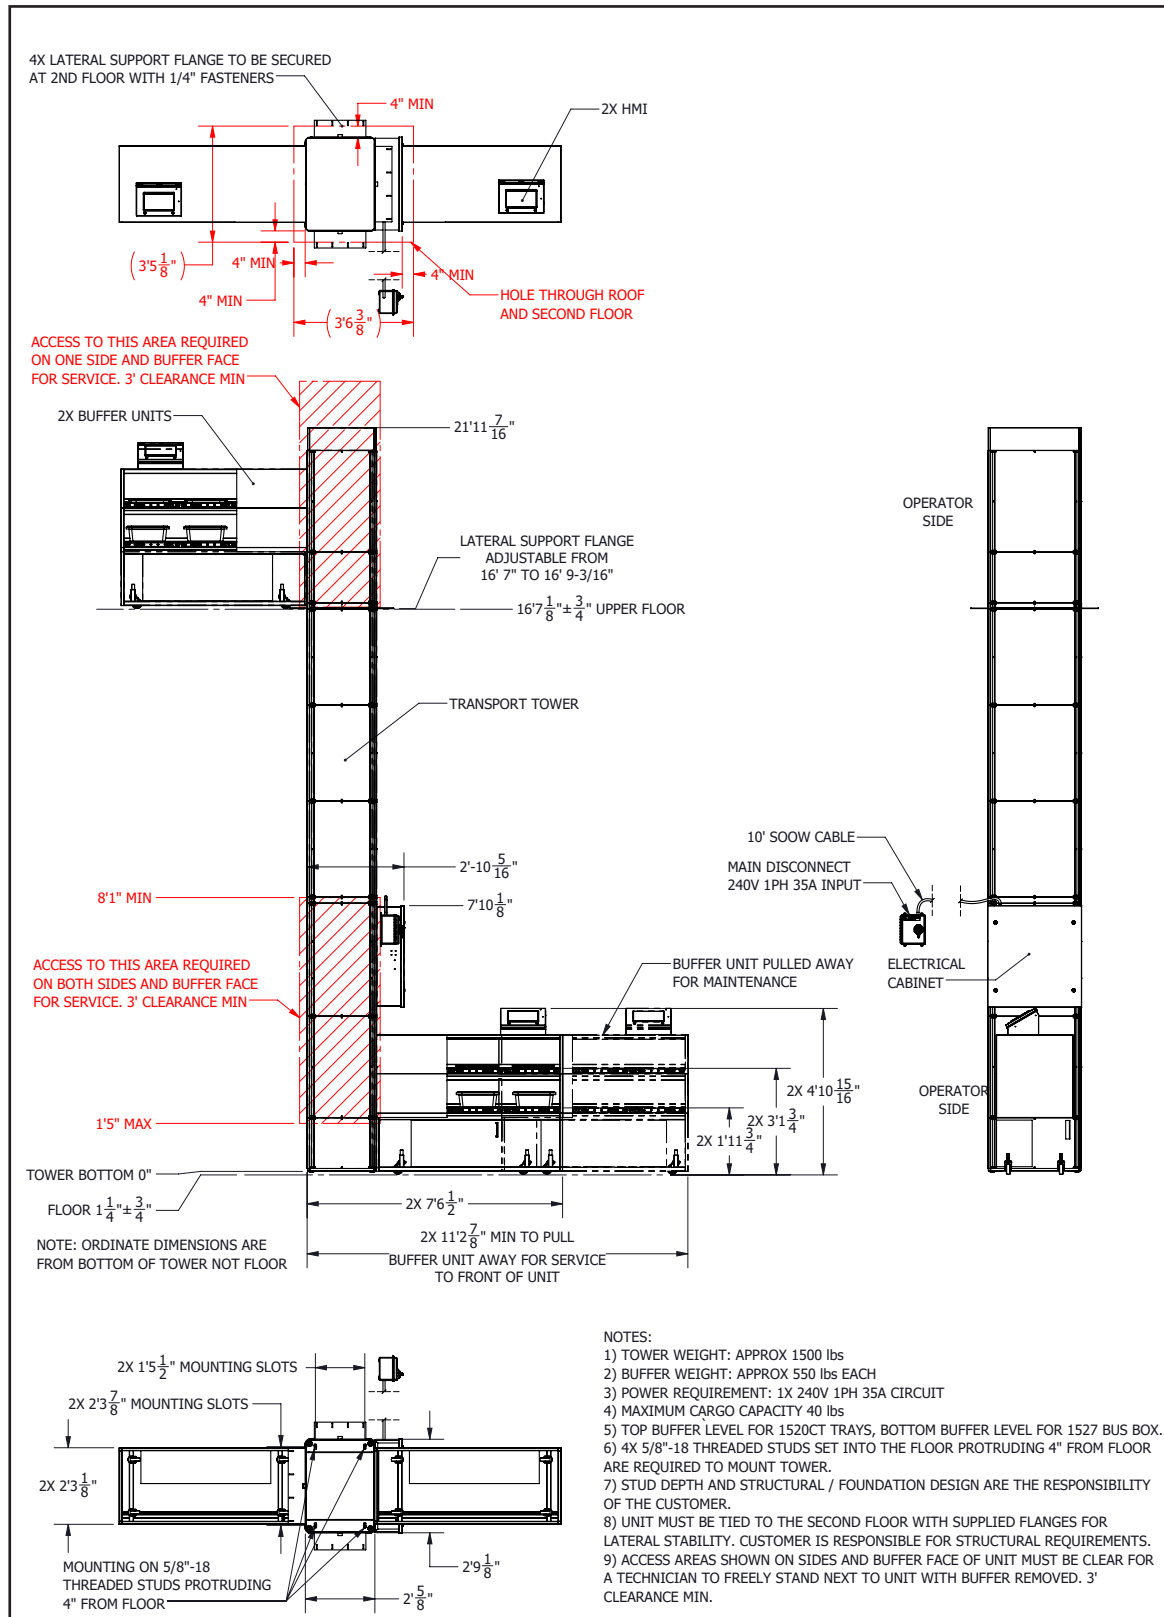 4X LATERAL SUPPORT FLANGE TO BE SECURED
AT 2ND FLOOR WITH 1/4" FASTENERS
4" MIN
2X HMI
(3'5 1/8")
4" MIN
4" MIN
4" MIN
(3'6 3/8")
HOLE THROUGH ROOF
AND SECOND FLOOR
ACCESS TO THIS AREA REQUIRED
ON ONE SIDE AND BUFFER FACE
FOR SERVICE. 3' CLEARANCE MIN
2X BUFFER UNITS
21'11 7/16"
OPERATOR
SIDE
LATERAL SUPPORT FLANGE
ADJUSTABLE FROM
16' 7" TO 16' 9-3/16"
16'7 1/8"± 3/4" UPPER FLOOR
TRANSPORT TOWER
10' SOOW CABLE
MAIN DISCONNECT
240V 1PH 35A INPUT
2'-10 5/16"
8'1" MIN
7'10 1/8"
ACCESS TO THIS AREA REQUIRED
ON BOTH SIDES AND BUFFER FACE
FOR SERVICE. 3' CLEARANCE MIN
BUFFER UNIT PULLED AWAY
FOR MAINTENANCE
ELECTRICAL
CABINET
2X 4'10 15/16"
2X 3'1 3/4"
2X 1'11 3/4"
OPERATOR
SIDE
1'5" MAX
TOWER BOTTOM 0"
FLOOR 1 1/4"± 3/4"
2X 7'6 1/2"
2X 11'2 7/8" MIN TO PULL
BUFFER UNIT AWAY FOR SERVICE
TO FRONT OF UNIT
NOTE: ORDINATE DIMENSIONS ARE
FROM BOTTOM OF TOWER NOT FLOOR
2X 1'5 1/2" MOUNTING SLOTS
2X 2'3 7/8" MOUNTING SLOTS
2X 2'3 1/8"
MOUNTING ON 5/8"-18
THREADED STUDS PROTRUDING
4" FROM FLOOR
2'9 1/8"
2' 5/8"
NOTES:
1) TOWER WEIGHT: APPROX 1500 lbs
2) BUFFER WEIGHT: APPROX 550 lbs EACH
3) POWER REQUIREMENT: 1X 240V 1PH 35A CIRCUIT
4) MAXIMUM CARGO CAPACITY 40 lbs
5) TOP BUFFER LEVEL FOR 1520CT TRAYS, BOTTOM BUFFER LEVEL FOR 1527 BUS BOX.
6) 4X 5/8"-18 THREADED STUDS SET INTO THE FLOOR PROTRUDING 4" FROM FLOOR
ARE REQUIRED TO MOUNT TOWER.
7) STUD DEPTH AND STRUCTURAL / FOUNDATION DESIGN ARE THE RESPONSIBILITY
OF THE CUSTOMER.
8) UNIT MUST BE TIED TO THE SECOND FLOOR WITH SUPPLIED FLANGES FOR
LATERAL STABILITY. CUSTOMER IS RESPONSIBLE FOR STRUCTURAL REQUIREMENTS.
9) ACCESS AREAS SHOWN ON SIDES AND BUFFER FACE OF UNIT MUST BE CLEAR FOR
A TECHNICIAN TO FREELY STAND NEXT TO UNIT WITH BUFFER REMOVED. 3'
CLEARANCE MIN.